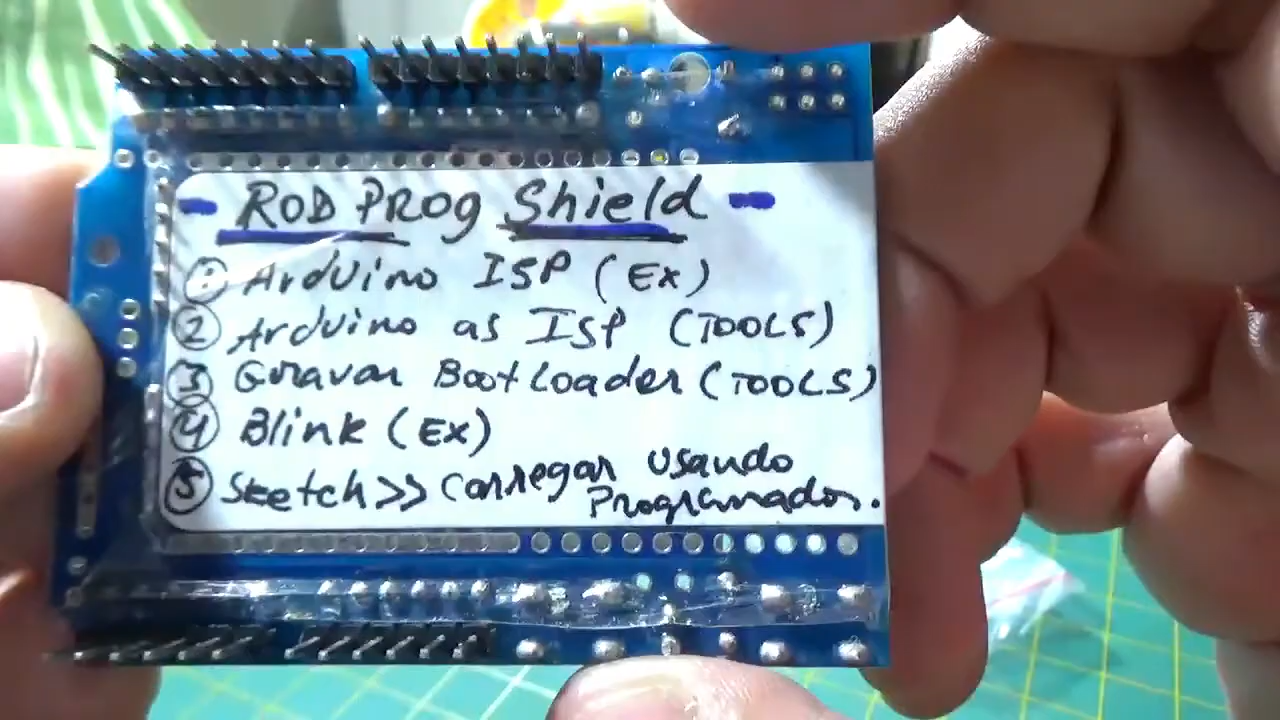 - ROD PROG Shield -
① Arduino ISP (Ex)
② Arduino as ISP (TOOLS)
③ Gravar BootLoader (TOOLS)
④ Blink (Ex)
⑤ Sketch >> Carregar usando
Programador.